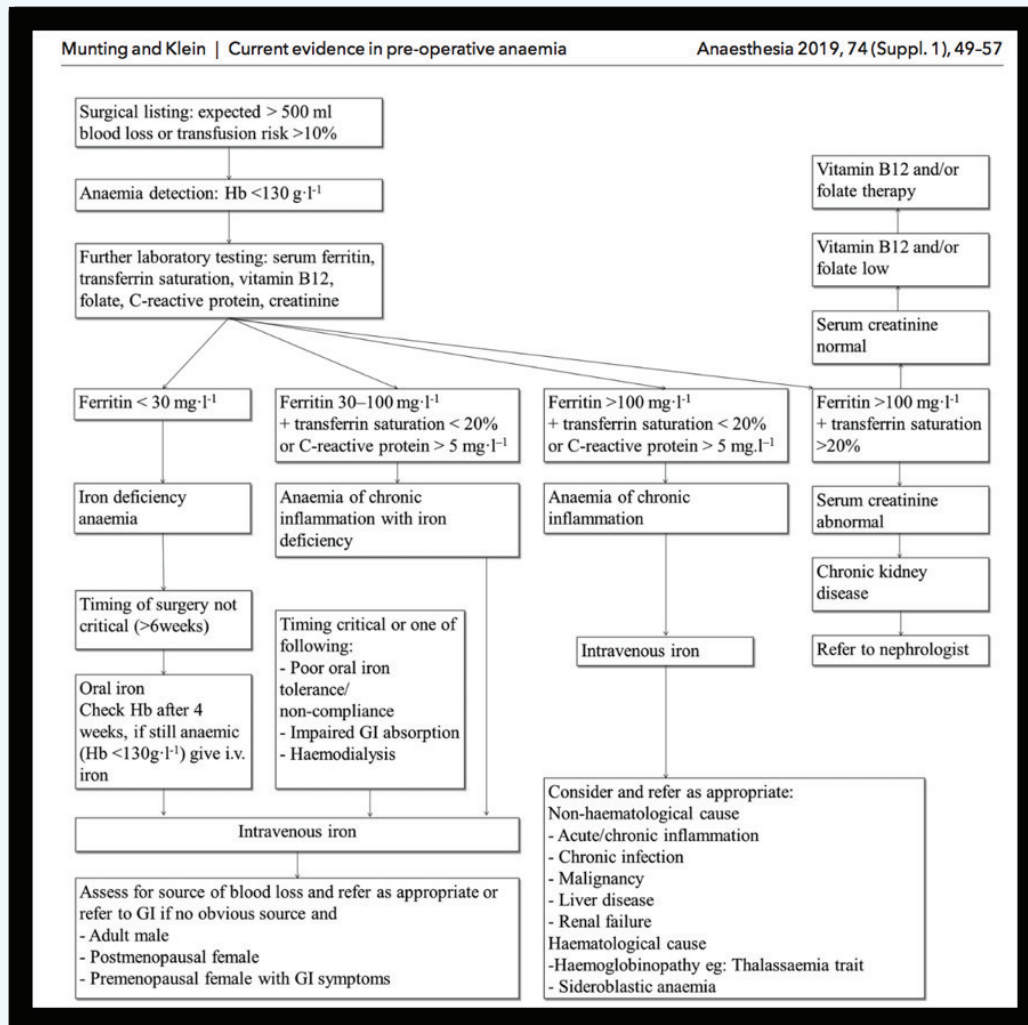 Munting and Klein | Current evidence in pre-operative anaemia
Anaesthesia 2019, 74 (Suppl. 1), 49–57
Surgical listing: expected > 500 ml
blood loss or transfusion risk >10%
Anaemia detection: Hb <130 g·l⁻¹
Further laboratory testing: serum ferritin,
transferrin saturation, vitamin B12,
folate, C-reactive protein, creatinine
Vitamin B12 and/or
folate therapy
Vitamin B12 and/or
folate low
Serum creatinine
normal
Ferritin < 30 mg·l⁻¹
Ferritin 30–100 mg·l⁻¹
+ transferrin saturation < 20%
or C-reactive protein > 5 mg·l⁻¹
Ferritin >100 mg·l⁻¹
+ transferrin saturation < 20%
or C-reactive protein > 5 mg.l⁻¹
Ferritin >100 mg·l⁻¹
+ transferrin saturation
>20%
Iron deficiency
anaemia
Anaemia of chronic
inflammation with iron
deficiency
Anaemia of chronic
inflammation
Serum creatinine
abnormal
Chronic kidney
disease
Refer to nephrologist
Timing of surgery not
critical (>6weeks)
Timing critical or one of
following:
- Poor oral iron
tolerance/
non-compliance
- Impaired GI absorption
- Haemodialysis
Intravenous iron
Oral iron
Check Hb after 4
weeks, if still anaemic
(Hb <130g·l⁻¹) give i.v.
iron
Intravenous iron
Assess for source of blood loss and refer as appropriate or
refer to GI if no obvious source and
- Adult male
- Postmenopausal female
- Premenopausal female with GI symptoms
Consider and refer as appropriate:
Non-haematological cause
- Acute/chronic inflammation
- Chronic infection
- Malignancy
- Liver disease
- Renal failure
Haematological cause
-Haemoglobinopathy eg: Thalassaemia trait
- Sideroblastic anaemia